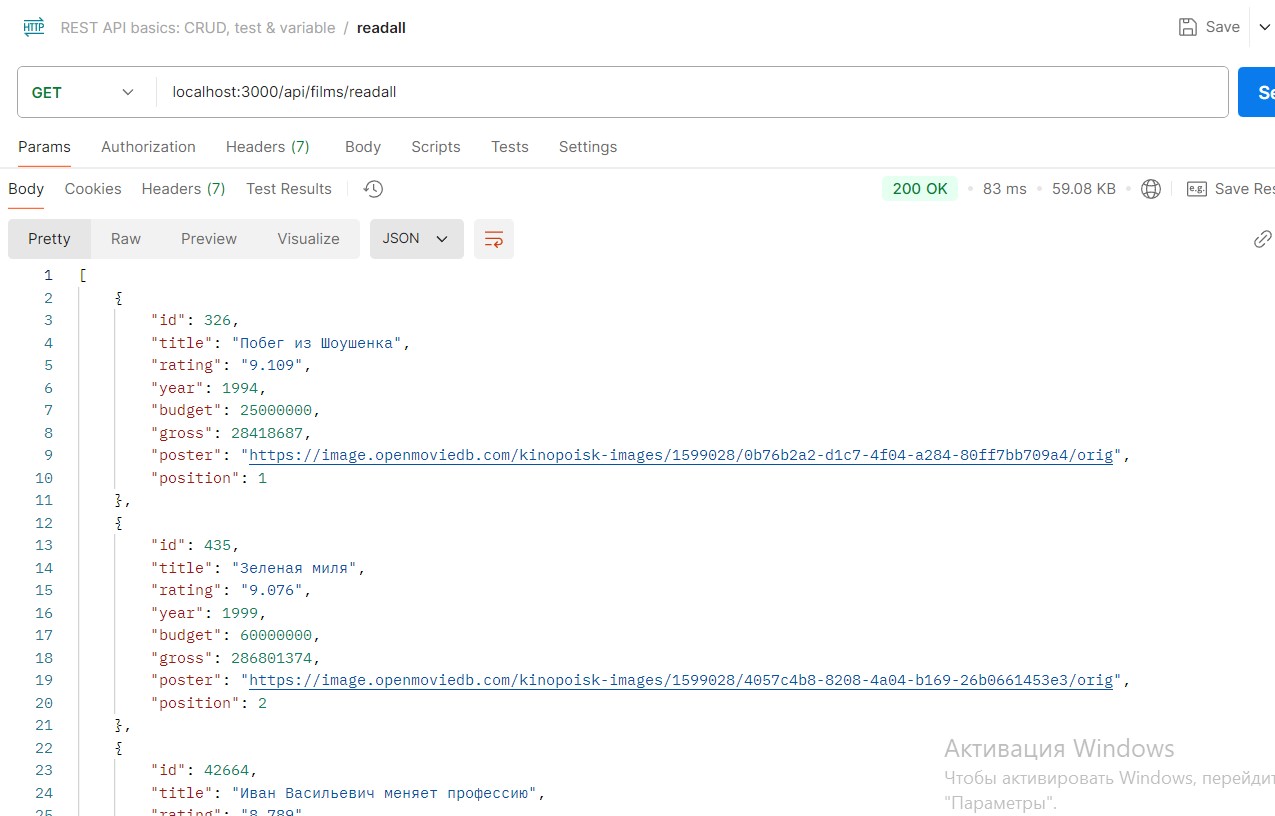 HTTP REST API basics: CRUD, test & variable / readall Save
GET localhost:3000/api/films/readall
Params Authorization Headers (7) Body Scripts Tests Settings
Body Cookies Headers (7) Test Results 200 OK 83 ms 59.08 KB e.g. Save
Pretty Raw Preview Visualize JSON
1 [
2 {
3 "id": 326,
4 "title": "Побег из Шоушенка",
5 "rating": "9.109",
6 "year": 1994,
7 "budget": 25000000,
8 "gross": 28418687,
9 "poster": "https://image.openmoviedb.com/kinopoisk-images/1599028/0b76b2a2-d1c7-4f04-a284-80ff7bb709a4/orig",
10 "position": 1
11 },
12 {
13 "id": 435,
14 "title": "Зеленая миля",
15 "rating": "9.076",
16 "year": 1999,
17 "budget": 60000000,
18 "gross": 286801374,
19 "poster": "https://image.openmoviedb.com/kinopoisk-images/1599028/4057c4b8-8208-4a04-b169-26b0661453e3/orig",
20 "position": 2
21 },
22 {
23 "id": 42664,
24 "title": "Иван Васильевич меняет профессию",
25 "rating": "8.789"
Активация Windows
Чтобы активировать Windows, перейдит
"Параметры".